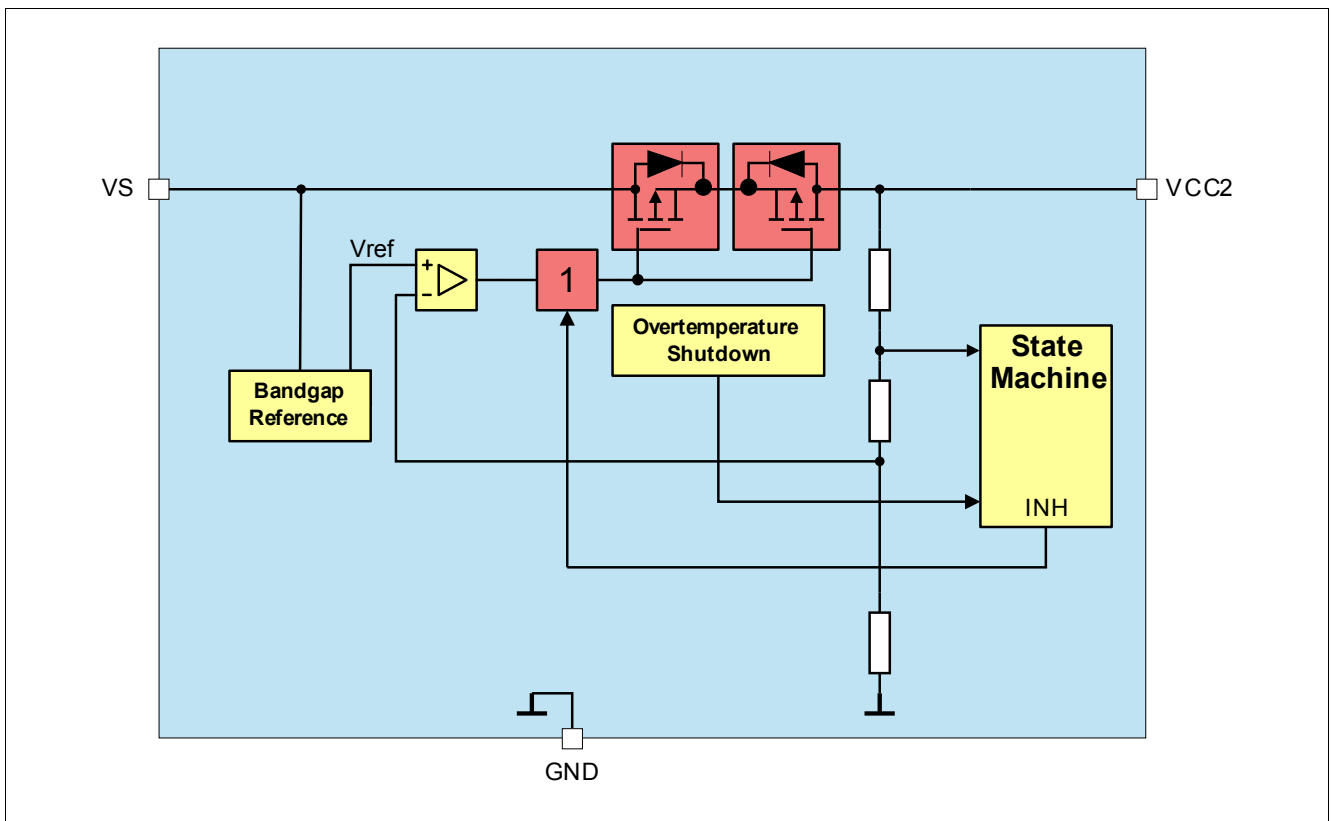 VS
VCC2
Vref
+
-
1
Overtemperature
Shutdown
State
Machine
Bandgap
Reference
INH
GND